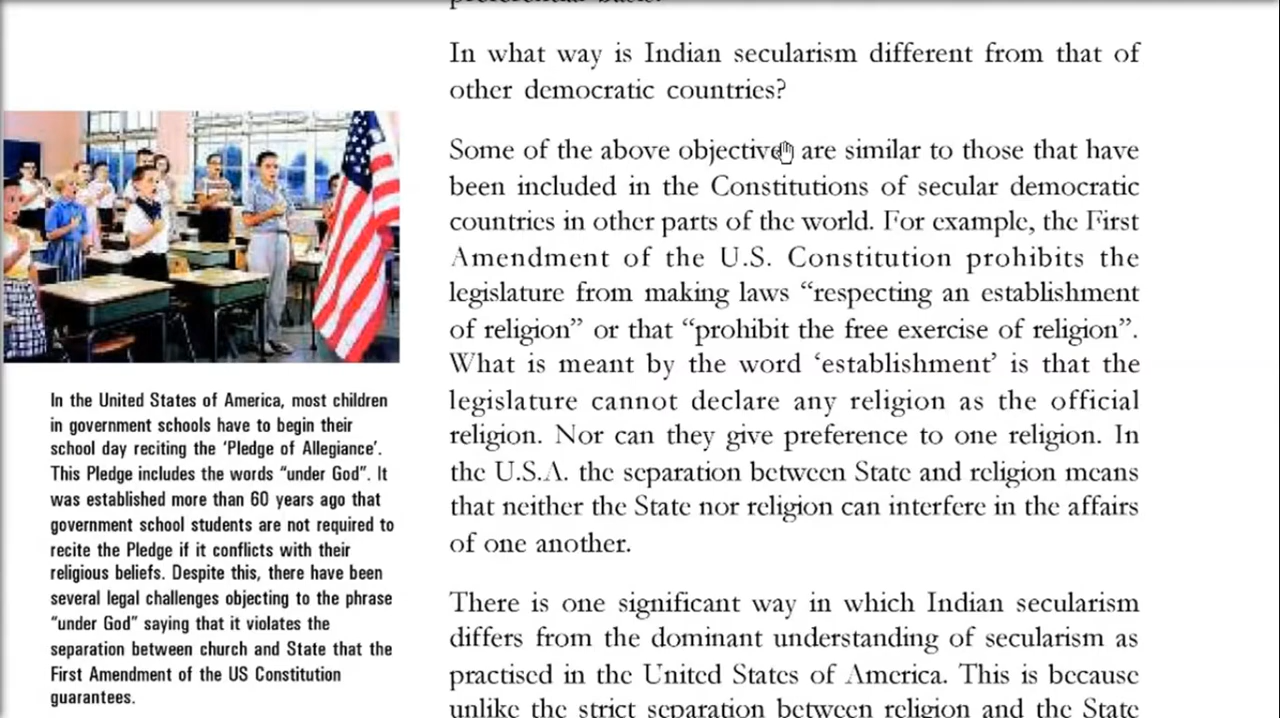 In what way is Indian secularism different from that of
other democratic countries?
Some of the above objective are similar to those that have
been included in the Constitutions of secular democratic
countries in other parts of the world. For example, the First
Amendment of the U.S. Constitution prohibits the
legislature from making laws “respecting an establishment
of religion” or that “prohibit the free exercise of religion”.
What is meant by the word ‘establishment’ is that the
legislature cannot declare any religion as the official
religion. Nor can they give preference to one religion. In
the U.S.A. the separation between State and religion means
that neither the State nor religion can interfere in the affairs
of one another.
There is one significant way in which Indian secularism
differs from the dominant understanding of secularism as
practised in the United States of America. This is because
unlike the strict separation between religion and the State
In the United States of America, most children
in government schools have to begin their
school day reciting the ‘Pledge of Allegiance’.
This Pledge includes the words “under God”. It
was established more than 60 years ago that
government school students are not required to
recite the Pledge if it conflicts with their
religious beliefs. Despite this, there have been
several legal challenges objecting to the phrase
“under God” saying that it violates the
separation between church and State that the
First Amendment of the US Constitution
guarantees.